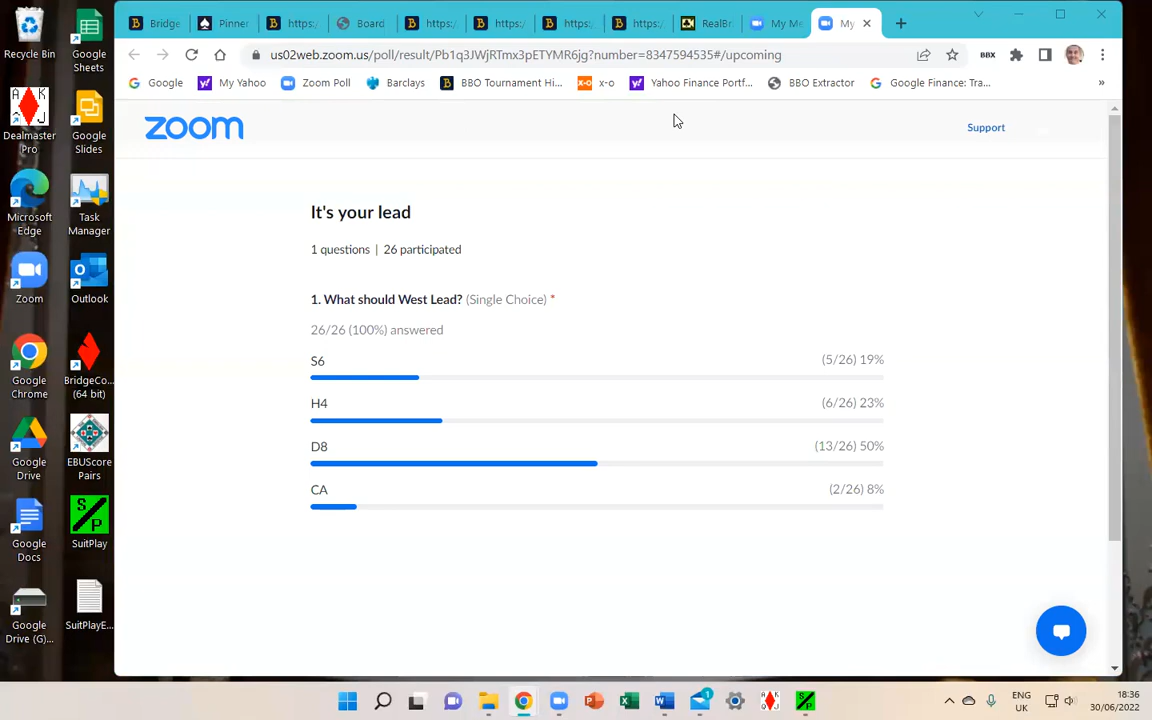 Bridge
Pinner
https:/
Board
https:/
https:/
https:/
https:/
RealBri
My Me
My
us02web.zoom.us/poll/result/Pb1q3JWjRTmx3pETYMR6jg?number=8347594535#/upcoming
BBX
Google
My Yahoo
Zoom Poll
Barclays
BBO Tournament Hi...
x-o
x-o
Yahoo Finance Portf...
BBO Extractor
Google Finance: Tra...
»
zoom
Support
It's your lead
1 questions | 26 participated
1. What should West Lead? (Single Choice) *
26/26 (100%) answered
S6
(5/26) 19%
H4
(6/26) 23%
D8
(13/26) 50%
CA
(2/26) 8%
Recycle Bin
Google Sheets
Dealmaster Pro
Google Slides
Microsoft Edge
Task Manager
Zoom
Outlook
Google Chrome
BridgeCo... (64 bit)
Google Drive
EBUScore Pairs
Google Docs
SuitPlay
Google Drive (G)...
SuitPlayE...
ENG
UK
18:36
30/06/2022